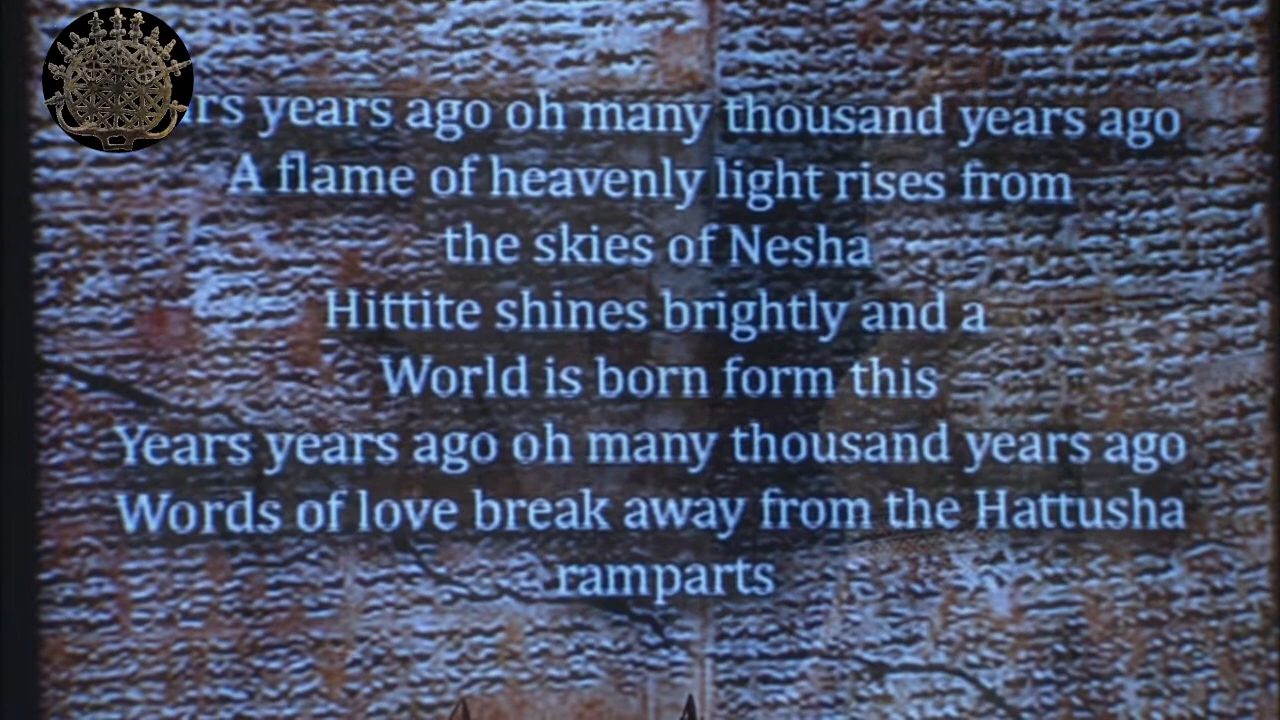 years ago oh many thousand years ago
A flame of heavenly light rises from
the skies of Nesha
Hittite shines brightly and a
World is born form this
Years years ago oh many thousand years ago
Words of love break away from the Hattusha
ramparts